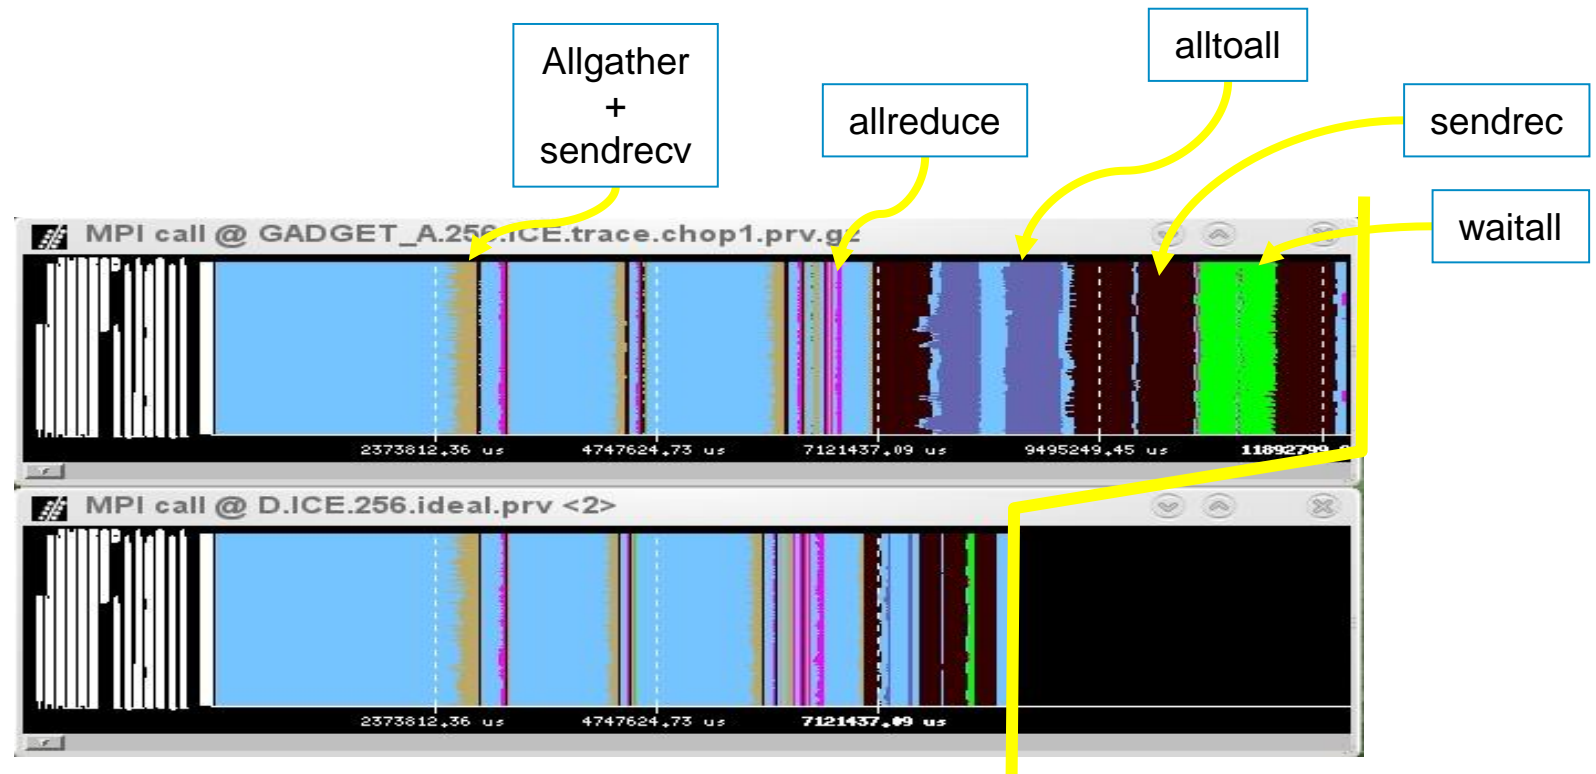 Allgather
+
sendrecv
allreduce
alltoall
sendrec
waitall
MPI call @ GADGET_A.256.ICE.trace.chop1.prv.gz
2373812.36 us 4747624.73 us 7121437.09 us 9495249.45 us
MPI call @ D.ICE.256.ideal.prv <2>
2373812.36 us 4747624.73 us 7121437.09 us